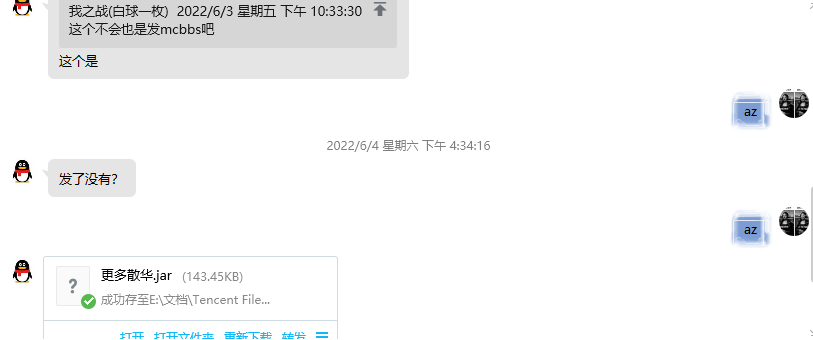 我之战(白球一枚) 2022/6/3 星期五 下午 10:33:30
这个不会也是发mcbbs吧
这个是
az
2022/6/4 星期六 下午 4:34:16
发了没有?
az
更多散华.jar (143.45KB)
成功存至E:\文档\Tencent File...
打开 打开文件夹 重新下载 转发